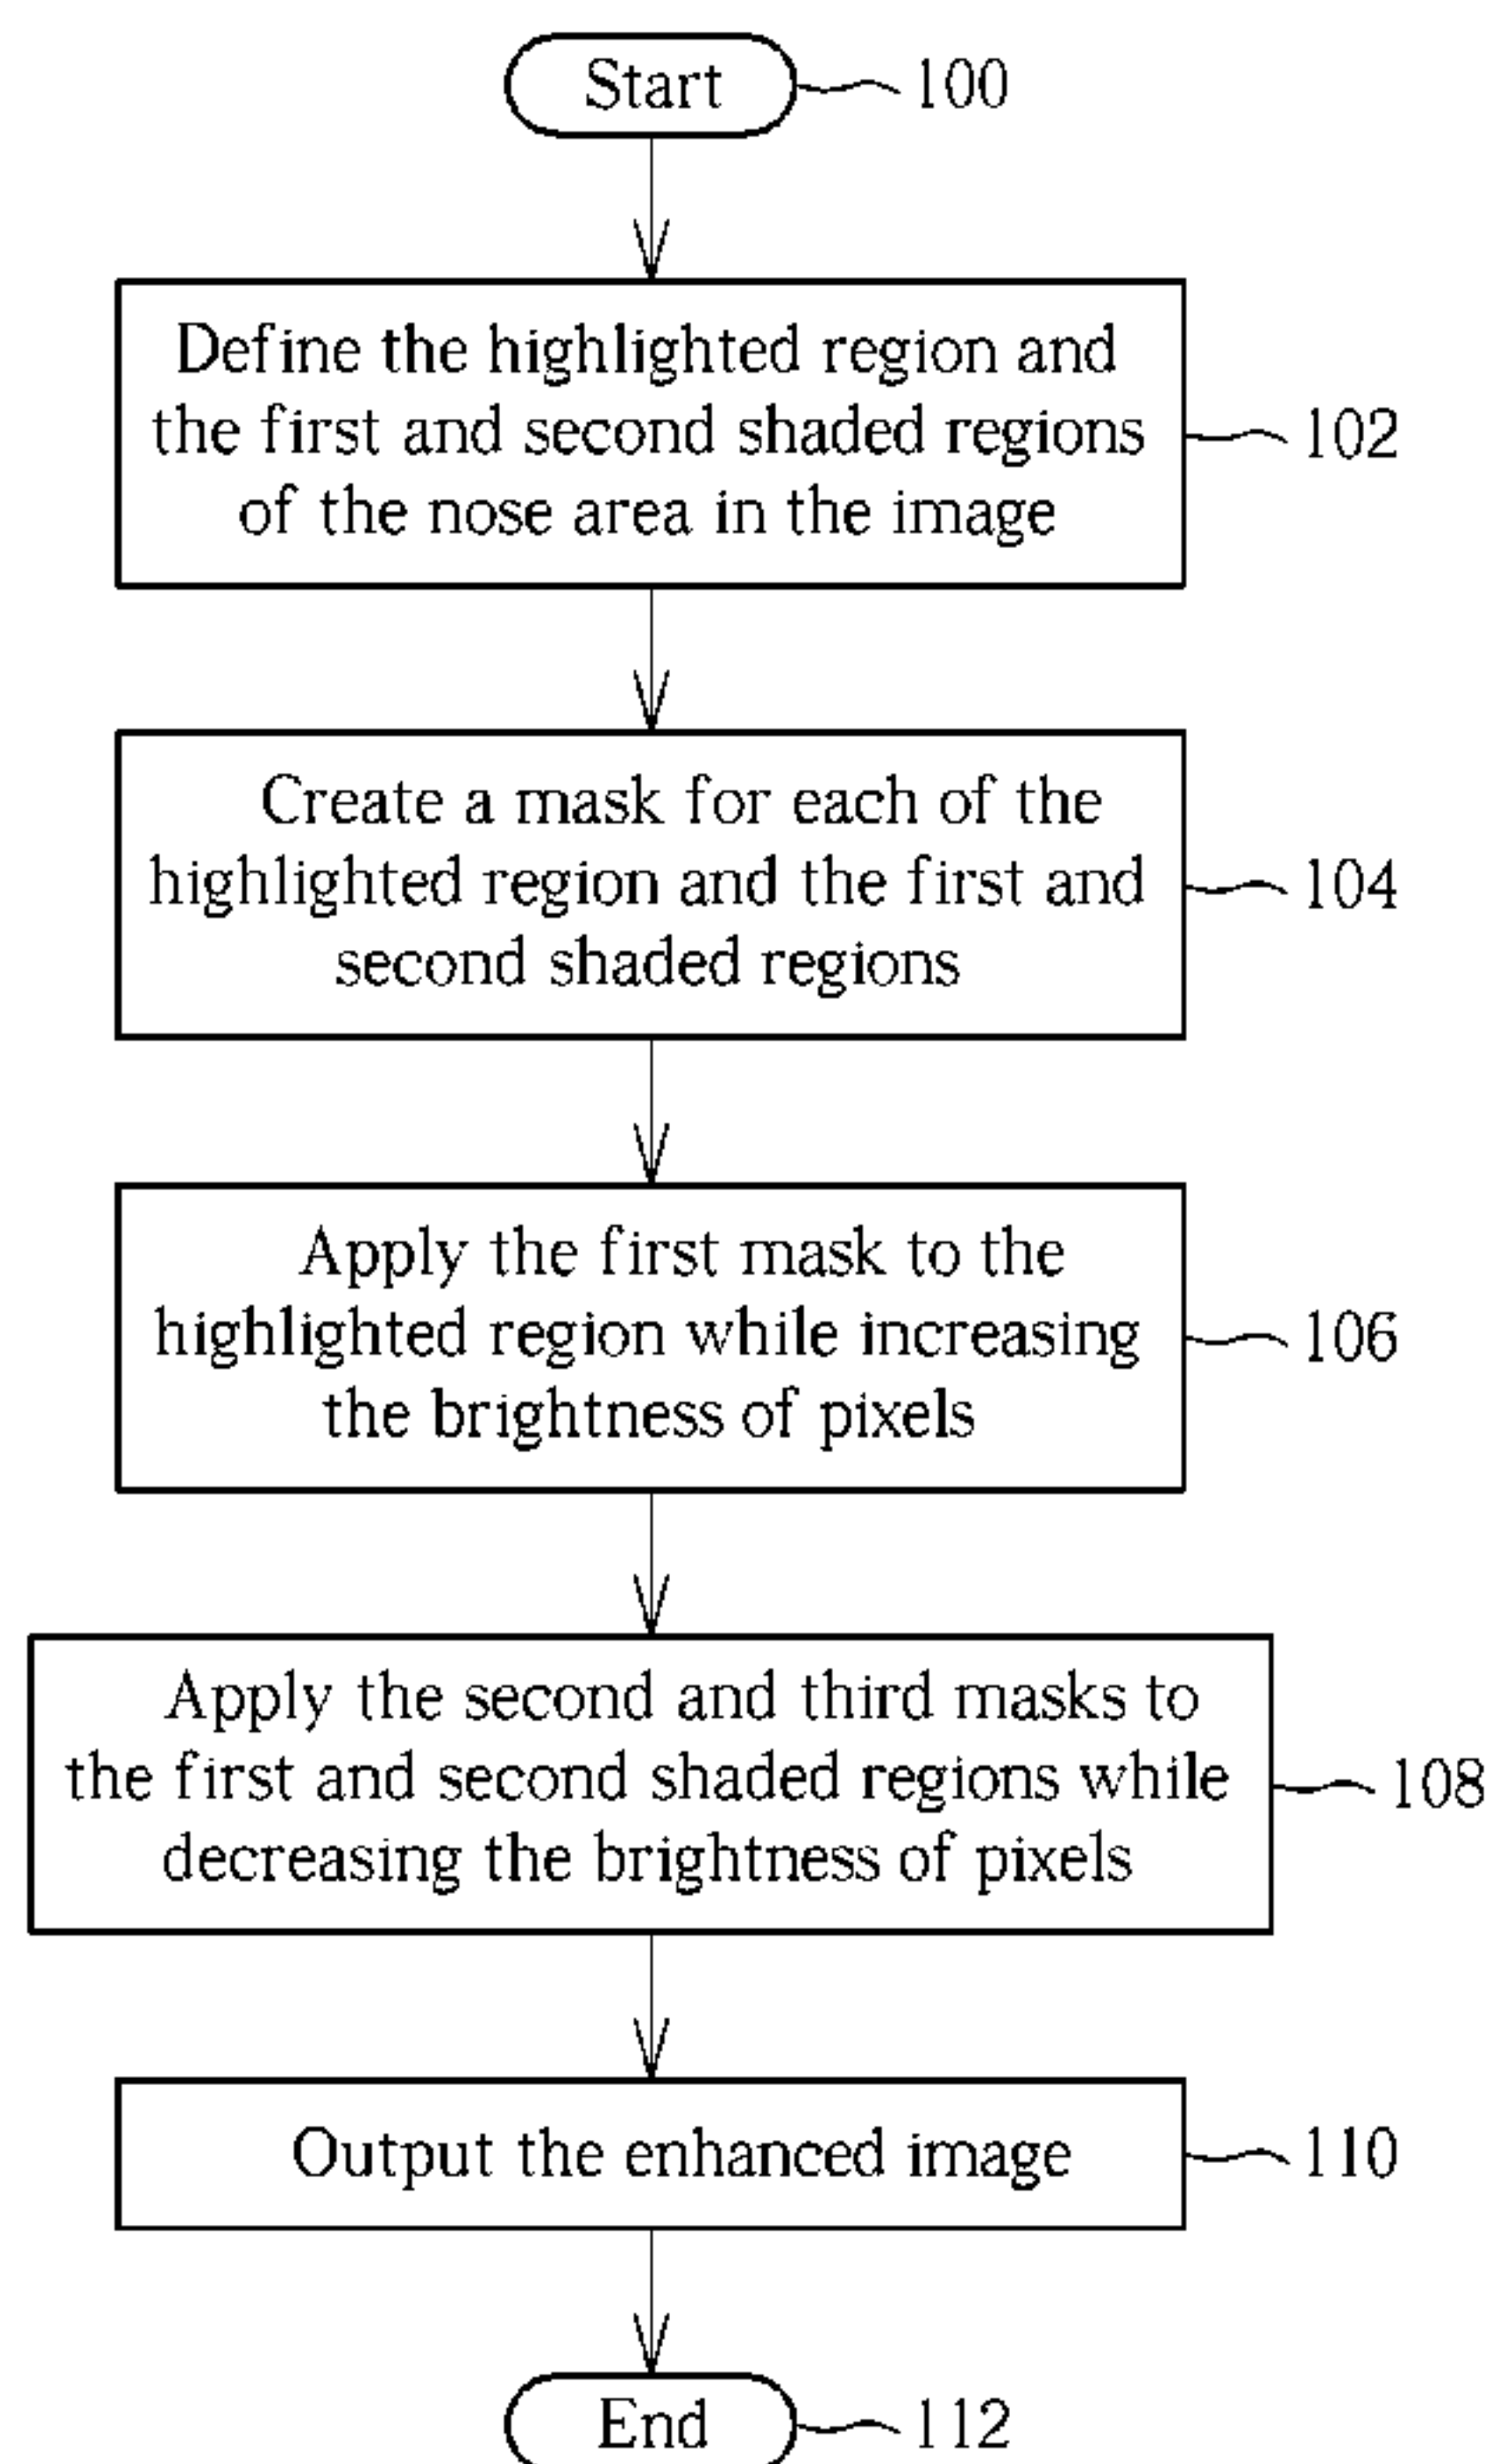 Start
100
Define the highlighted region and
the first and second shaded regions
of the nose area in the image
102
Create a mask for each of the
highlighted region and the first and
second shaded regions
104
Apply the first mask to the
highlighted region while increasing
the brightness of pixels
106
Apply the second and third masks to
the first and second shaded regions while
decreasing the brightness of pixels
108
Output the enhanced image
110
End
112